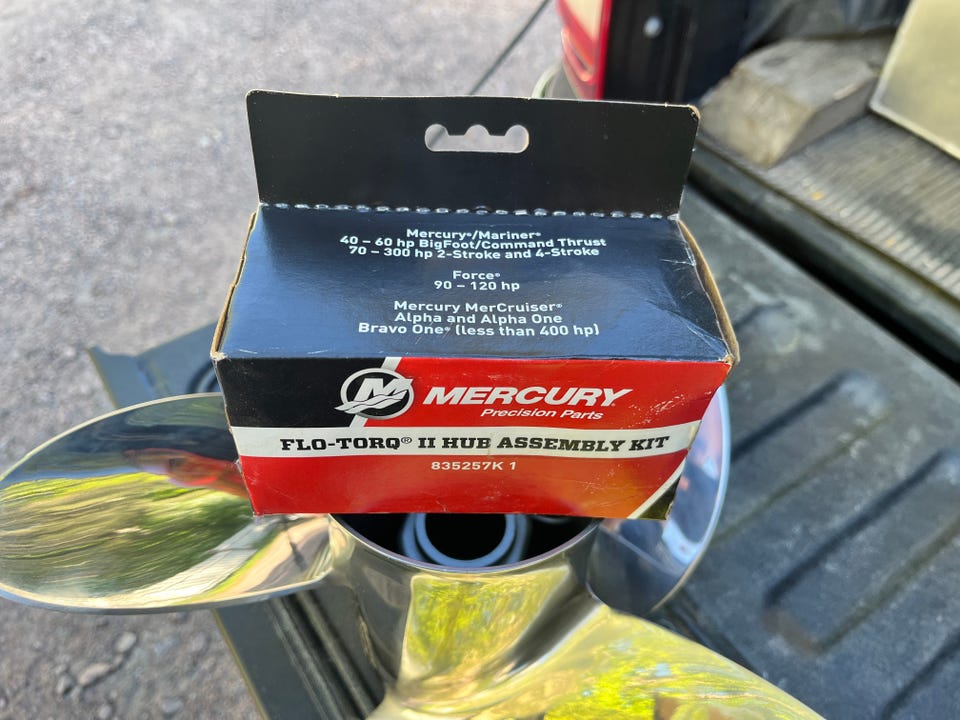 Mercury®/Mariner®
40 – 60 hp BigFoot/Command Thrust
70 – 300 hp 2-Stroke and 4-Stroke
Force®
90 – 120 hp
Mercury MerCruiser®
Alpha and Alpha One
Bravo One® (less than 400 hp)
MERCURY
Precision Parts
FLO-TORQ® II HUB ASSEMBLY KIT
835257K 1